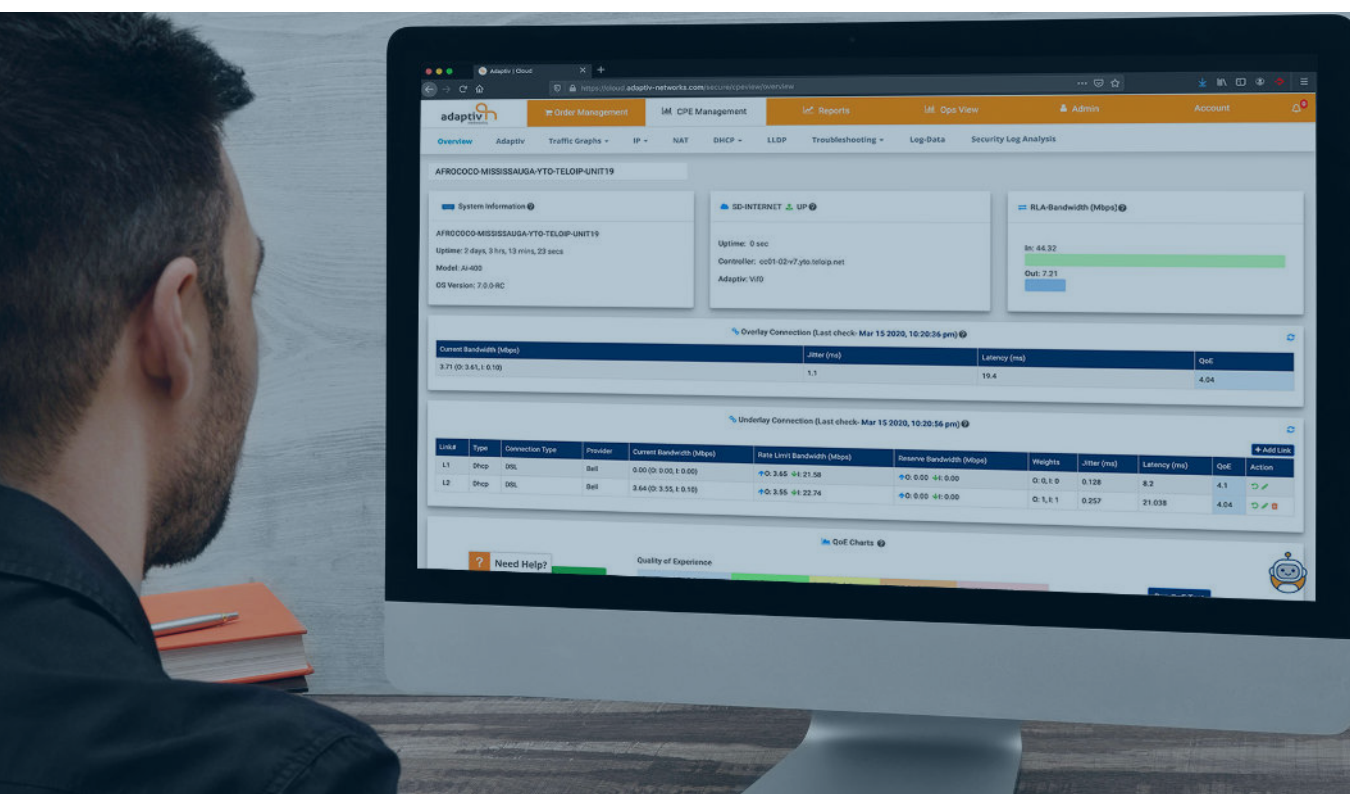 Adaptiv | Cloud
https://cloud.adaptiv-networks.com/secure/cpeview/overview
adaptiv networks Order Management CPE Management Reports Ops View Admin Account
Overview Adaptiv Traffic Graphs IP NAT DHCP LLDP Troubleshooting Log-Data Security Log Analysis
AFROCOCO-MISSISSAUGA-YTO-TELOIP-UNIT19
System Information
AFROCOCO-MISSISSAUGA-YTO-TELOIP-UNIT19
Uptime: 2 days, 3 hrs, 13 mins, 23 secs
Model: AI-400
OS Version: 7.0.0-RC
SD-INTERNET UP
Uptime: 0 sec
Controller: cc01-02-v7.yto.teloip.net
Adaptiv: Vif0
RLA-Bandwidth (Mbps)
In: 44.32
Out: 7.21
Overlay Connection (Last check- Mar 15 2020, 10:20:36 pm)
Current Bandwidth (Mbps) Jitter (ms) Latency (ms) QoE
3.71 (O: 3.61, I: 0.10) 1.1 19.4 4.04
Underlay Connection (Last check- Mar 15 2020, 10:20:56 pm)
+ Add Link
Link# Type Connection Type Provider Current Bandwidth (Mbps) Rate Limit Bandwidth (Mbps) Reserve Bandwidth (Mbps) Weights Jitter (ms) Latency (ms) QoE Action
L1 Dhcp DSL Bell 0.00 (O: 0.00, I: 0.00) ↑O: 3.65 ↓I: 21.58 ↑O: 0.00 ↓I: 0.00 O: 0, I: 0 0.128 8.2 4.1
L2 Dhcp DSL Bell 3.64 (O: 3.55, I: 0.10) ↑O: 3.55 ↓I: 22.74 ↑O: 0.00 ↓I: 0.00 O: 1, I: 1 0.257 21.038 4.04
QoE Charts
? Need Help?
Quality of Experience